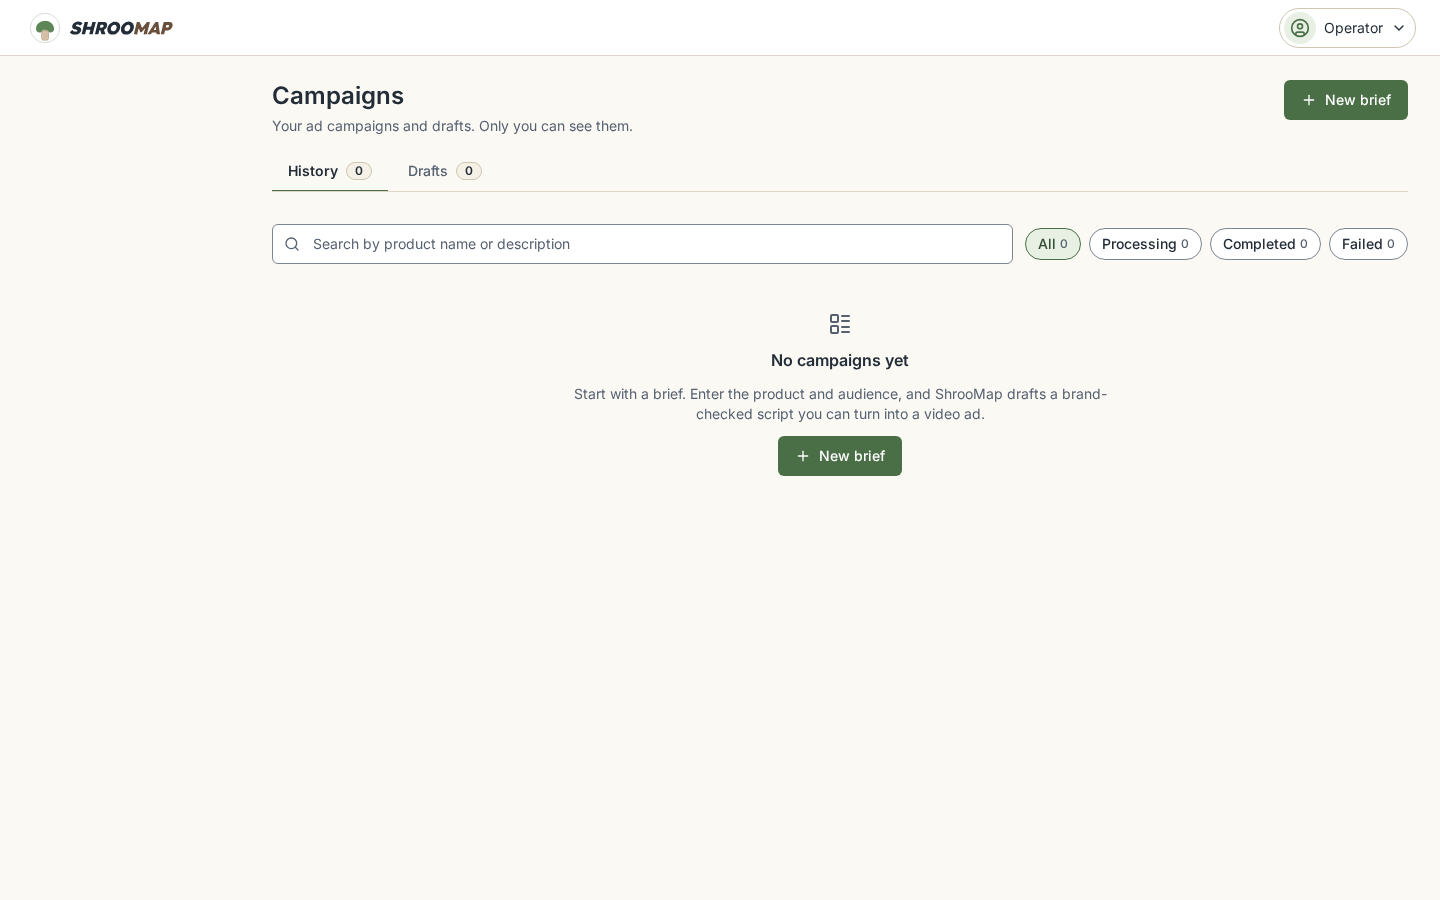 SHROOMAP
Operator
Campaigns
New brief
Your ad campaigns and drafts. Only you can see them.
History 0
Drafts 0
Search by product name or description
All 0
Processing 0
Completed 0
Failed 0
No campaigns yet
Start with a brief. Enter the product and audience, and ShrooMap drafts a brand-
checked script you can turn into a video ad.
New brief